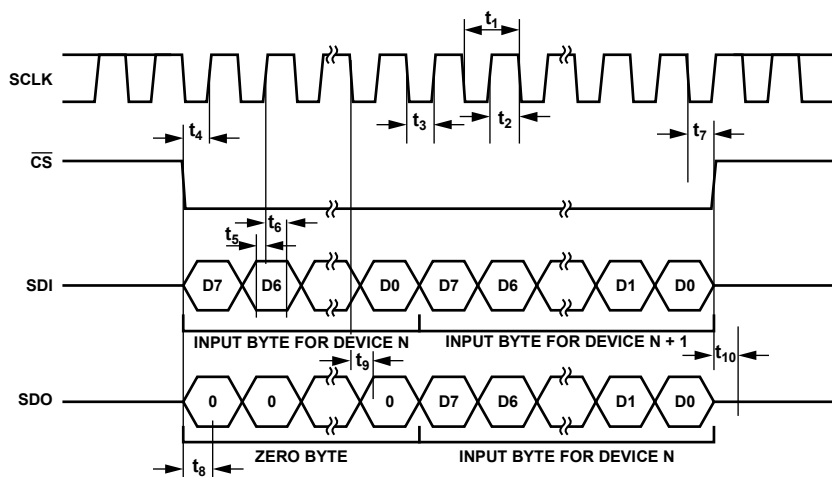 t1
SCLK
t4
t3
t2
t7
CS
t6
t5
SDI
D7 D6 D0 D7 D6 D1 D0
INPUT BYTE FOR DEVICE N INPUT BYTE FOR DEVICE N + 1
t10
t9
SDO
0 0 0 D7 D6 D1 D0
ZERO BYTE INPUT BYTE FOR DEVICE N
t8